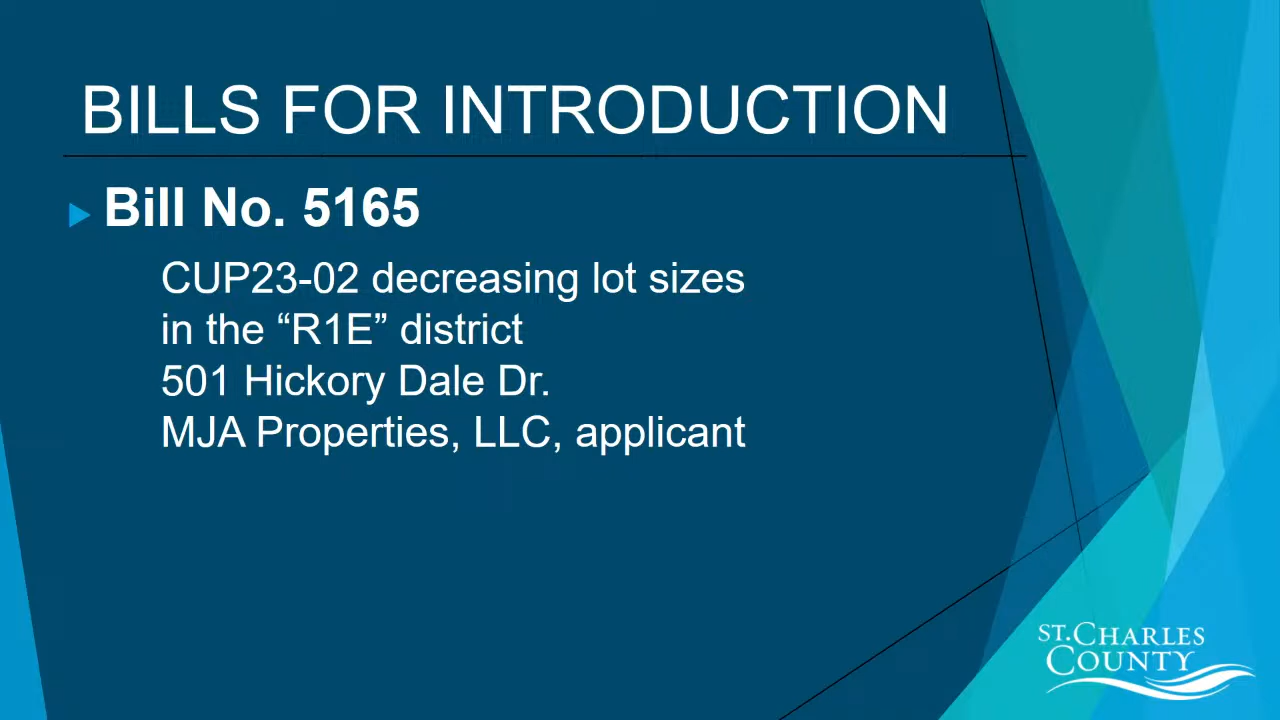 BILLS FOR INTRODUCTION
Bill No. 5165
CUP23-02 decreasing lot sizes
in the “R1E” district
501 Hickory Dale Dr.
MJA Properties, LLC, applicant
ST. CHARLES
COUNTY